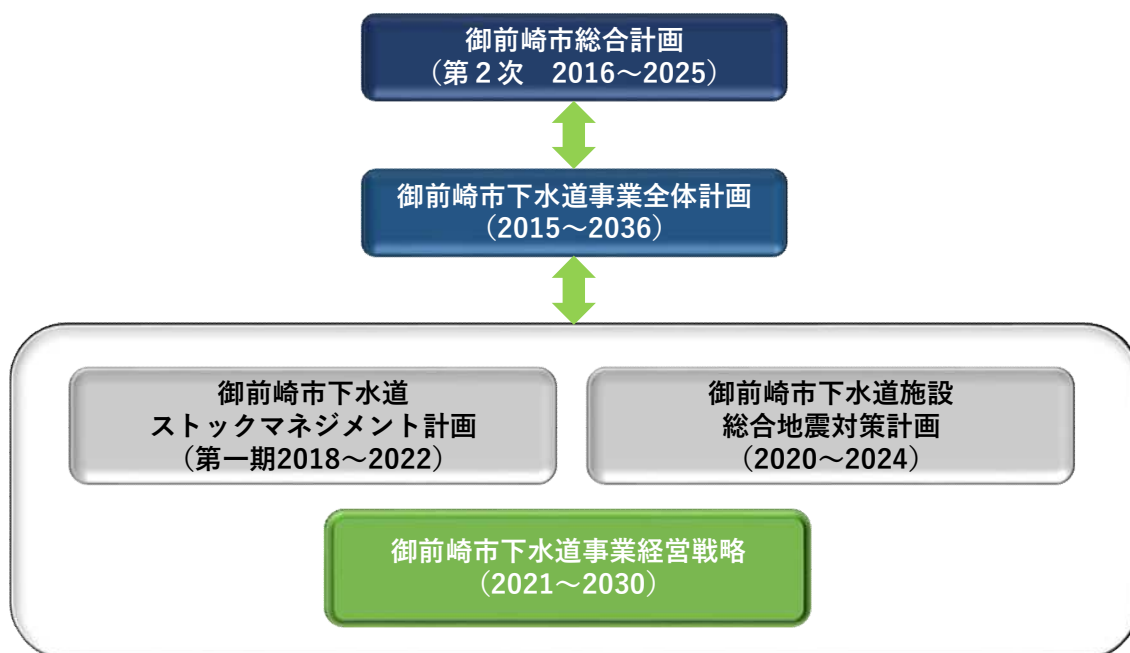 御前崎市総合計画
（第２次　2016～2025）
御前崎市下水道事業全体計画
（2015～2036）
御前崎市下水道
ストックマネジメント計画
（第一期2018～2022）
御前崎市下水道施設
総合地震対策計画
（2020～2024）
御前崎市下水道事業経営戦略
（2021～2030）